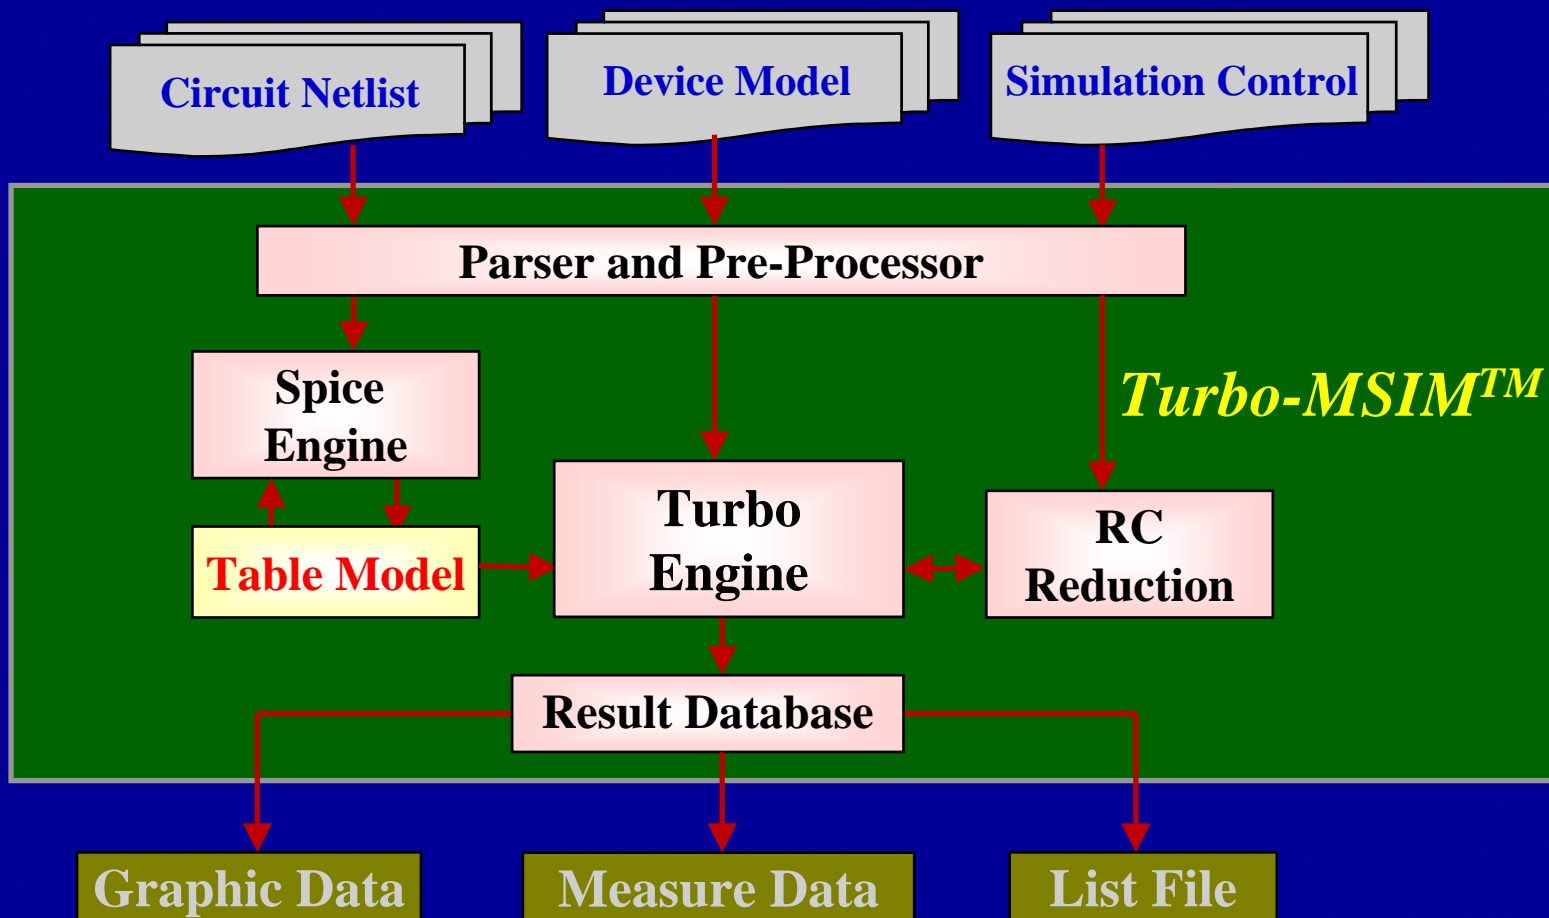 Circuit Netlist
Device Model
Simulation Control
Parser and Pre-Processor
Spice
Engine
Turbo-MSIM™
Turbo
Engine
RC
Reduction
Table Model
Result Database
Graphic Data
Measure Data
List File